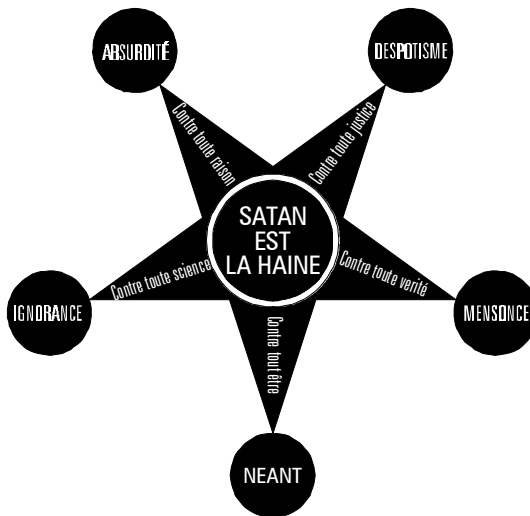 ABSURDITÉ
DESPOTISME
Contre toute raison
Contre toute justice
SATAN
EST
LA HAINE
Contre toute science
Contre toute verité
IGNORANCE
MENSONCE
Contre tout être
NEANT